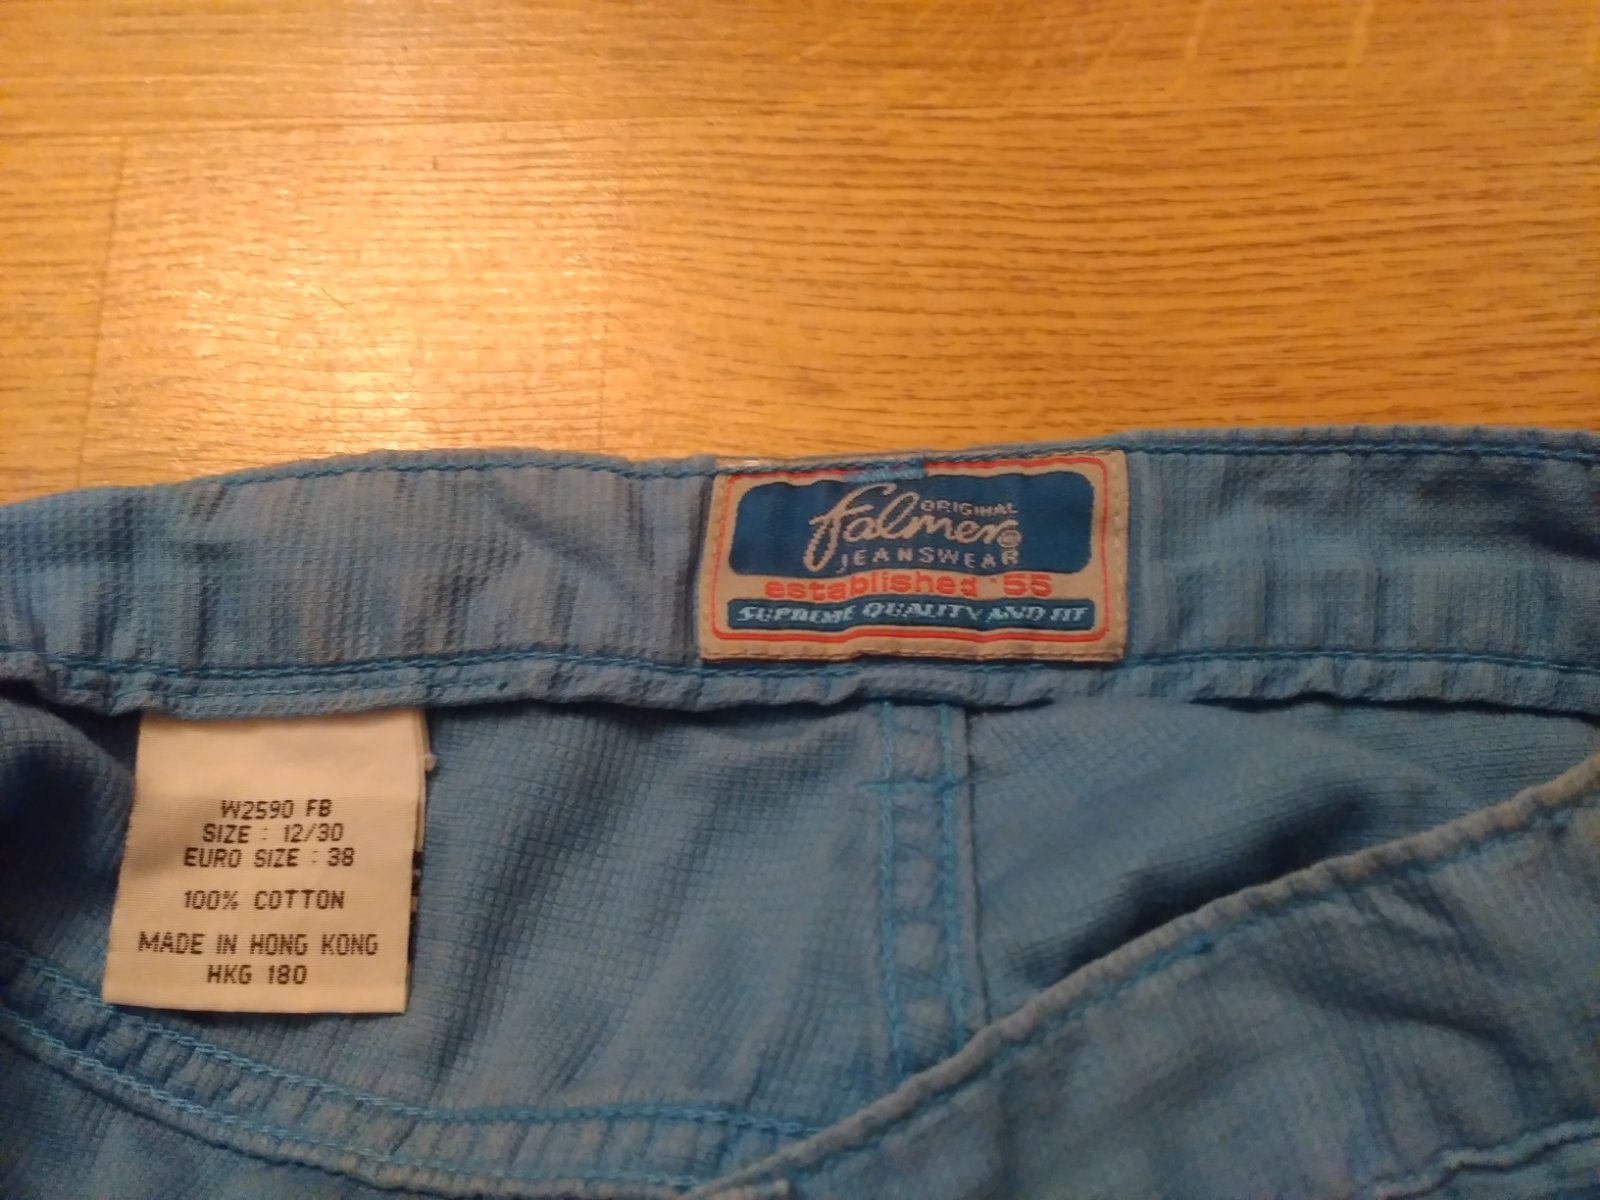 ORIGINAL
falmer
JEANSWEAR
established '55
SUPREME QUALITY AND FIT
W2590 FB
SIZE : 12/30
EURO SIZE : 38
100% COTTON
MADE IN HONG KONG
HKG 180